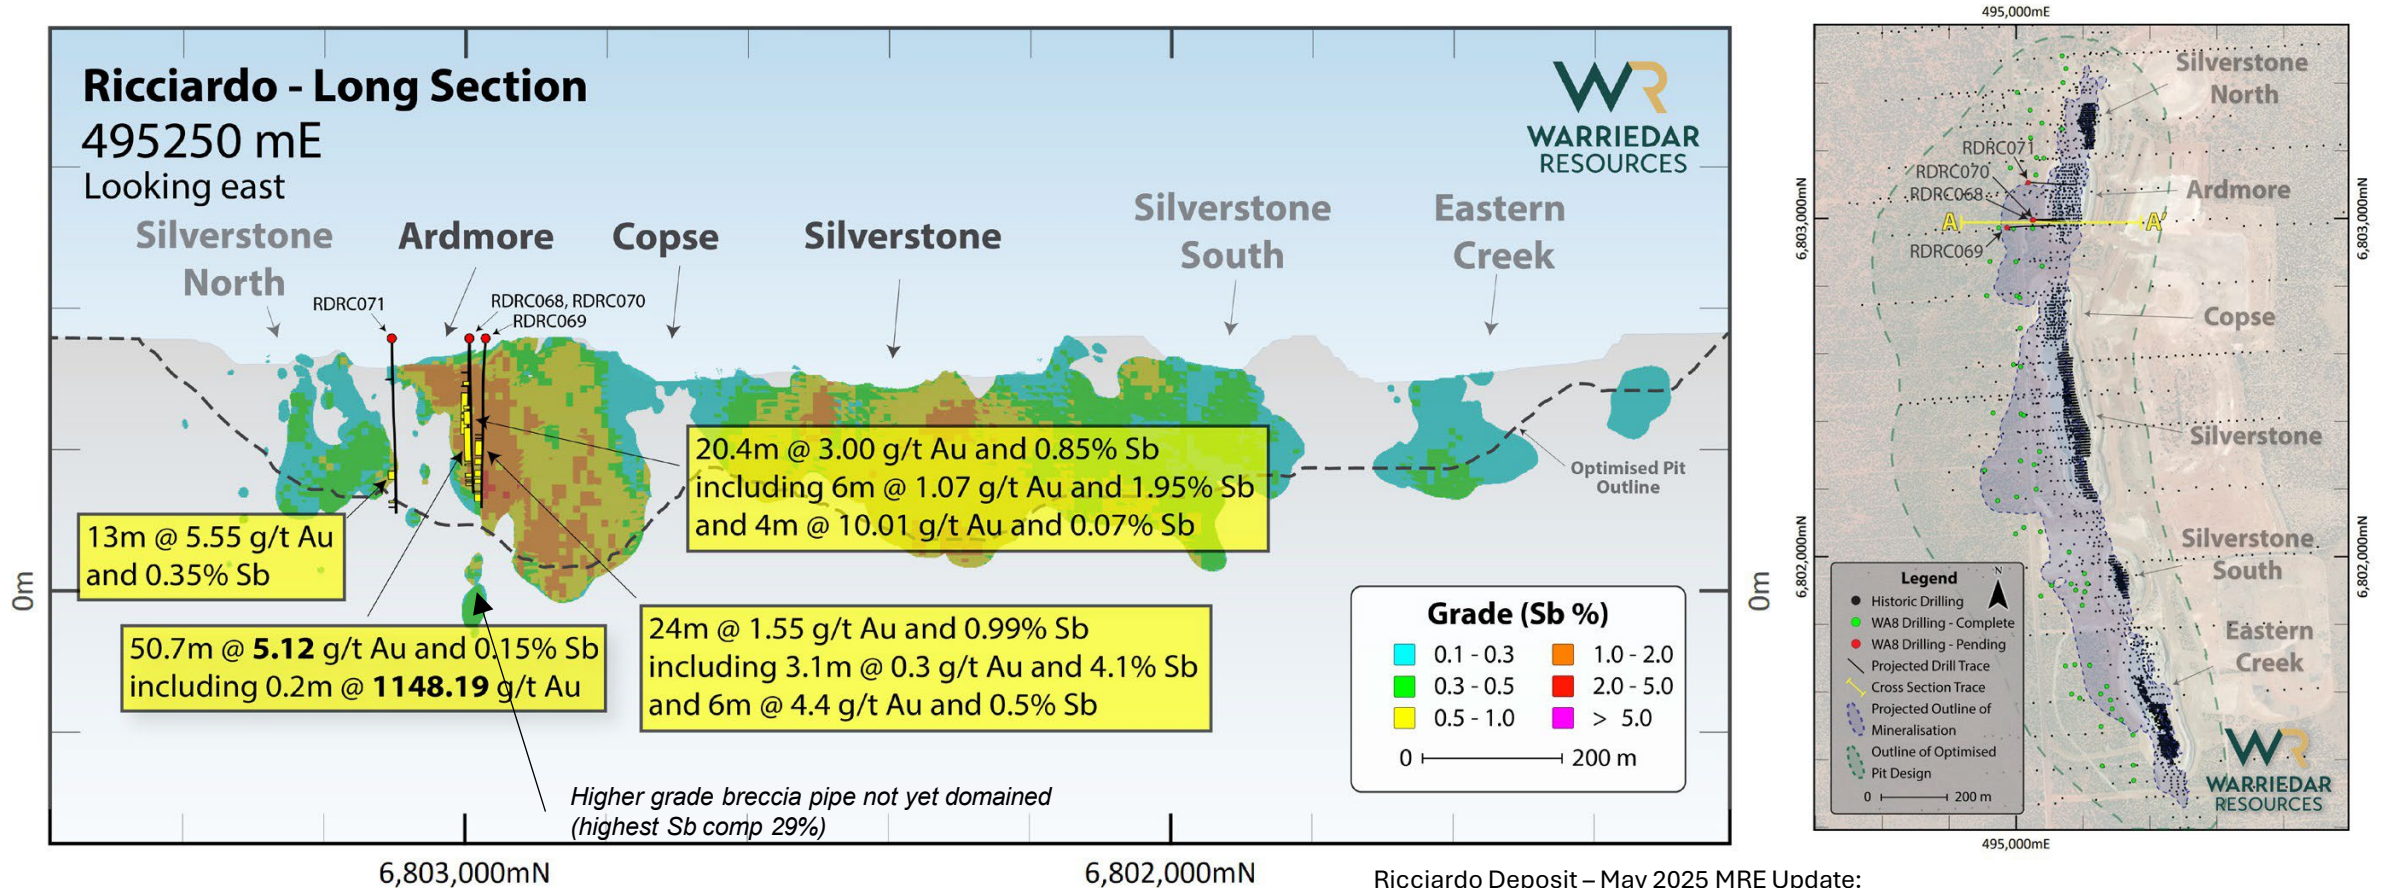 Ricciardo - Long Section
495250 mE
Looking east
WR
WARRIEDAR
RESOURCES
Silverstone
North
Ardmore
Copse
Silverstone
Silverstone
South
Eastern
Creek
RDRC071
RDRC068, RDRC070
RDRC069
20.4m @ 3.00 g/t Au and 0.85% Sb
including 6m @ 1.07 g/t Au and 1.95% Sb
and 4m @ 10.01 g/t Au and 0.07% Sb
Optimised Pit
Outline
13m @ 5.55 g/t Au
and 0.35% Sb
50.7m @ 5.12 g/t Au and 0.15% Sb
including 0.2m @ 1148.19 g/t Au
24m @ 1.55 g/t Au and 0.99% Sb
including 3.1m @ 0.3 g/t Au and 4.1% Sb
and 6m @ 4.4 g/t Au and 0.5% Sb
Grade (Sb %)
0.1 - 0.3
1.0 - 2.0
0.3 - 0.5
2.0 - 5.0
0.5 - 1.0
> 5.0
0 200 m
0m
0m
Higher grade breccia pipe not yet domained
(highest Sb comp 29%)
6,803,000mN
6,802,000mN
495,000mE
Silverstone
North
RDRC071
RDRC070
RDRC068
Ardmore
A
A'
RDRC069
6,803,000mN
6,803,000mN
Copse
Silverstone
6,802,000mN
6,802,000mN
Silverstone
South
Eastern
Creek
Legend
N
Historic Drilling
WA8 Drilling - Complete
WA8 Drilling - Pending
Projected Drill Trace
Cross Section Trace
Projected Outline of
Mineralisation
Outline of Optimised
Pit Design
0 200 m
WR
WARRIEDAR
RESOURCES
495,000mE
Ricciardo Deposit – May 2025 MRE Update: